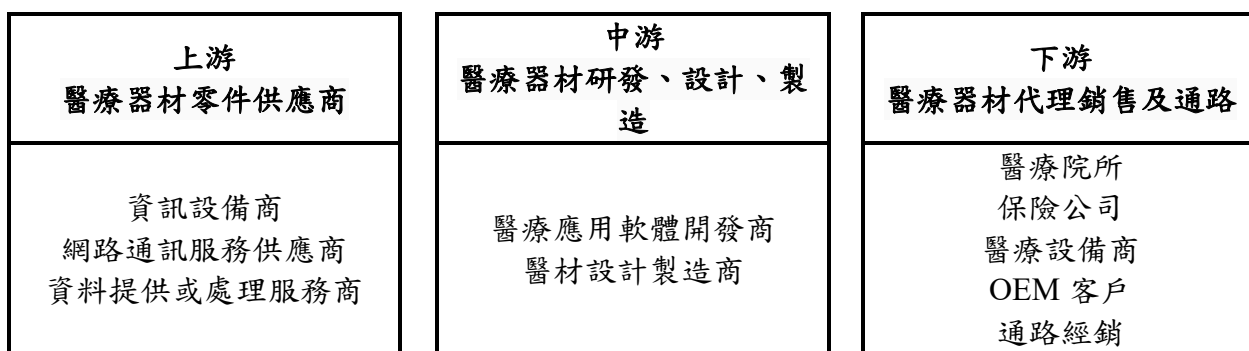 上游
醫療器材零件供應商
資訊設備商
網路通訊服務供應商
資料提供或處理服務商
中游
醫療器材研發、設計、製
造
醫療應用軟體開發商
醫材設計製造商
下游
醫療器材代理銷售及通路
醫療院所
保險公司
醫療設備商
OEM 客戶
通路經銷